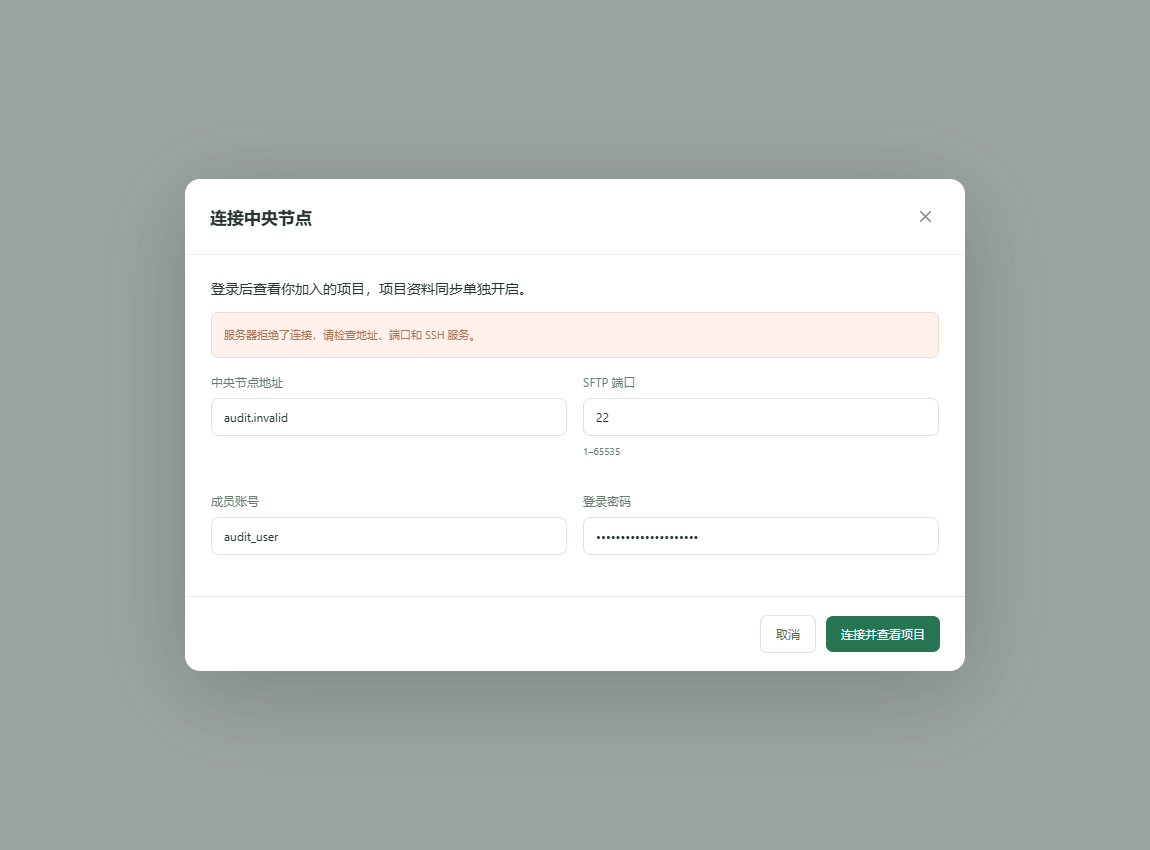 连接中央节点
登录后查看你加入的项目，项目资料同步单独开启。
服务器拒绝了连接，请检查地址、端口和 SSH 服务。
中央节点地址
SFTP 端口
audit.invalid
22
1–65535
成员账号
登录密码
audit_user
•••••••••••••••••••••
取消
连接并查看项目